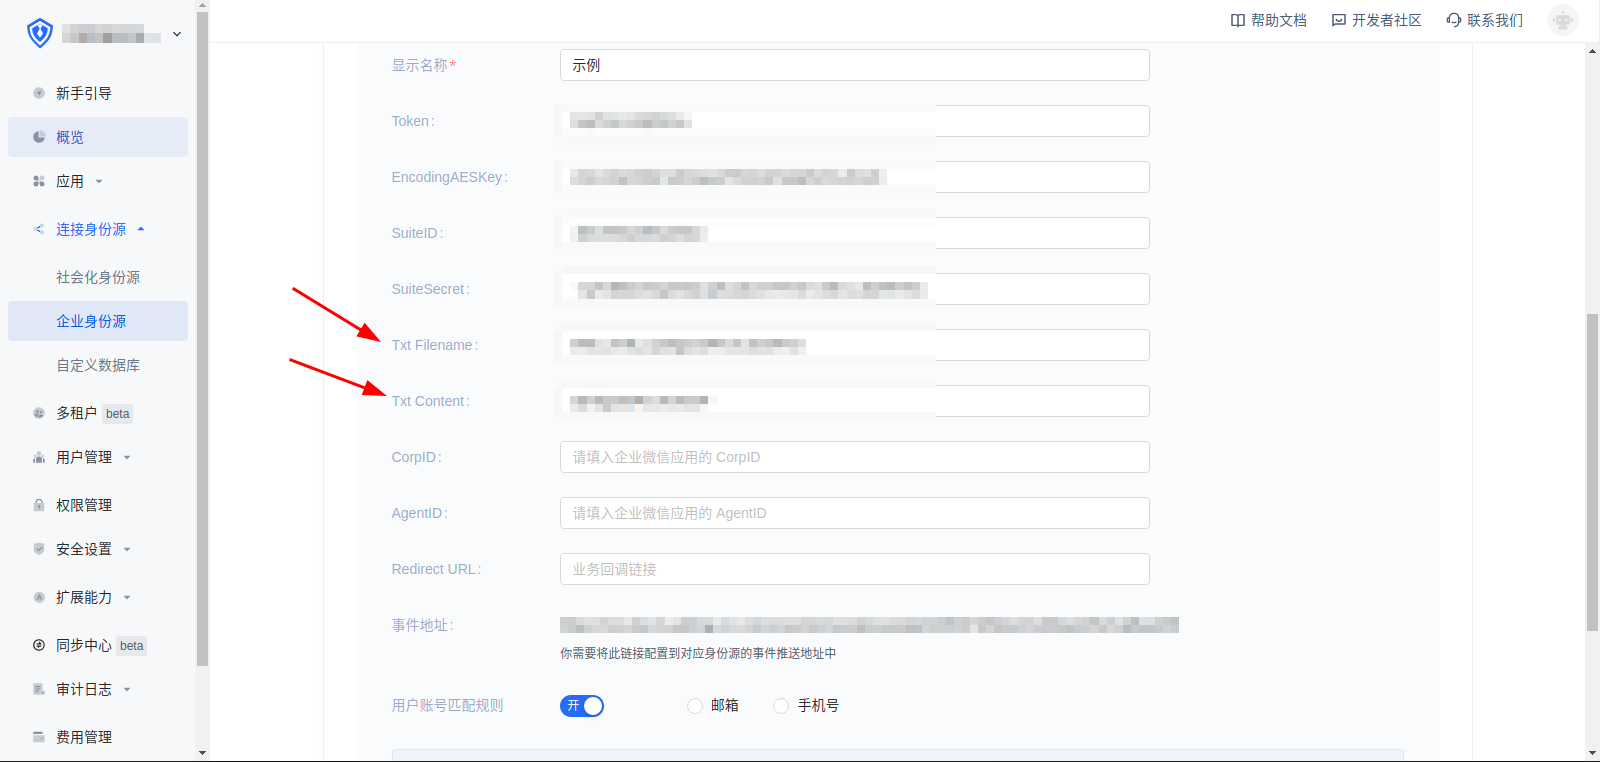 帮助文档 开发者社区 联系我们
新手引导
概览
应用
连接身份源
社会化身份源
企业身份源
自定义数据库
多租户 beta
用户管理
权限管理
安全设置
扩展能力
同步中心 beta
审计日志
费用管理
显示名称* 示例
Token:
EncodingAESKey:
SuiteID:
SuiteSecret:
Txt Filename:
Txt Content:
CorpID: 请填入企业微信应用的 CorpID
AgentID: 请填入企业微信应用的 AgentID
Redirect URL: 业务回调链接
事件地址:
你需要将此链接配置到对应身份源的事件推送地址中
用户账号匹配规则 开 邮箱 手机号